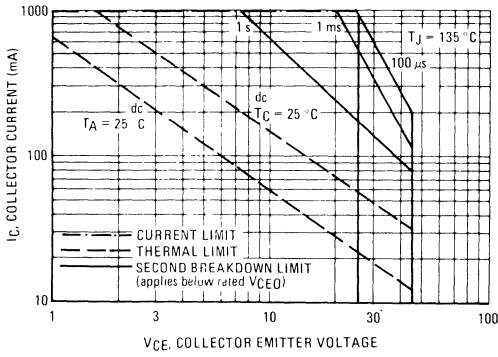 1000
1 s
1 ms
TJ = 135 °C
100 μs
dc
TA = 25 C
dc
TC = 25 °C
100
CURRENT LIMIT
THERMAL LIMIT
SECOND BREAKDOWN LIMIT
(applies below rated VCEO)
10
1 3 10 30 100
IC, COLLECTOR CURRENT (mA)
VCE, COLLECTOR EMITTER VOLTAGE